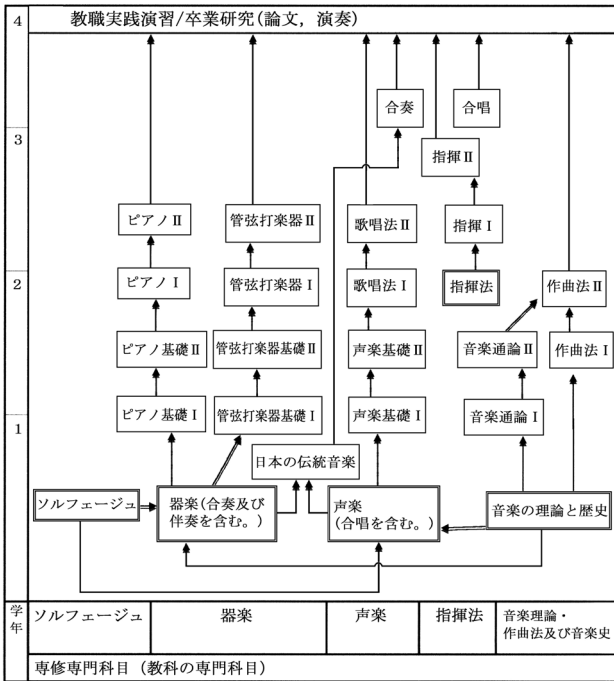 4
教職実践演習/卒業研究(論文，演奏)
合奏
合唱
3
指揮Ⅱ
ピアノⅡ
管弦打楽器Ⅱ
歌唱法Ⅱ
指揮Ⅰ
2
ピアノⅠ
管弦打楽器Ⅰ
歌唱法Ⅰ
指揮法
作曲法Ⅱ
ピアノ基礎Ⅱ
管弦打楽器基礎Ⅱ
声楽基礎Ⅱ
音楽通論Ⅱ
作曲法Ⅰ
1
ピアノ基礎Ⅰ
管弦打楽器基礎Ⅰ
声楽基礎Ⅰ
音楽通論Ⅰ
日本の伝統音楽
ソルフェージュ
器楽(合奏及び
伴奏を含む。)
声楽
(合唱を含む。)
音楽の理論と歴史
学
年
ソルフェージュ
器楽
声楽
指揮法
音楽理論・
作曲法及び音楽史
専修専門科目（教科の専門科目）